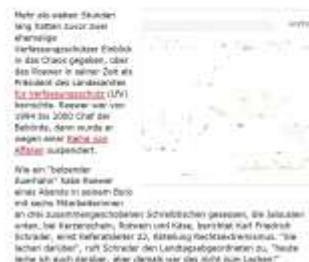 Mehr als sieben Stunden
lang hatten zuvor zwei
ehemalige
Verfassungsschützer Einblick
in das Chaos gegeben, über
das Roewer in seiner Zeit als
Präsident des Landesamtes
für Verfassungsschutz (LfV)
herrschte. Roewer war von
1994 bis 2000 Chef der
Behörde, dann wurde er
wegen einer Reihe von
Affären suspendiert.
Wie ein "balzender
Auerhahn" habe Roewer
eines Abends in seinem Büro
mit sechs Mitarbeiterinnen
an drei zusammengeschobenen Schreibtischen gesessen, die Jalousien
unten, bei Kerzenschein, Rotwein und Käse, berichtet Karl Friedrich
Schrader, einst Referatsleiter 22, Abteilung Rechtsextremismus. "Sie
lachen darüber", ruft Schrader den Landtagsabgeordneten zu, "heute
lache ich auch darüber, aber damals war das nicht zum Lachen!"